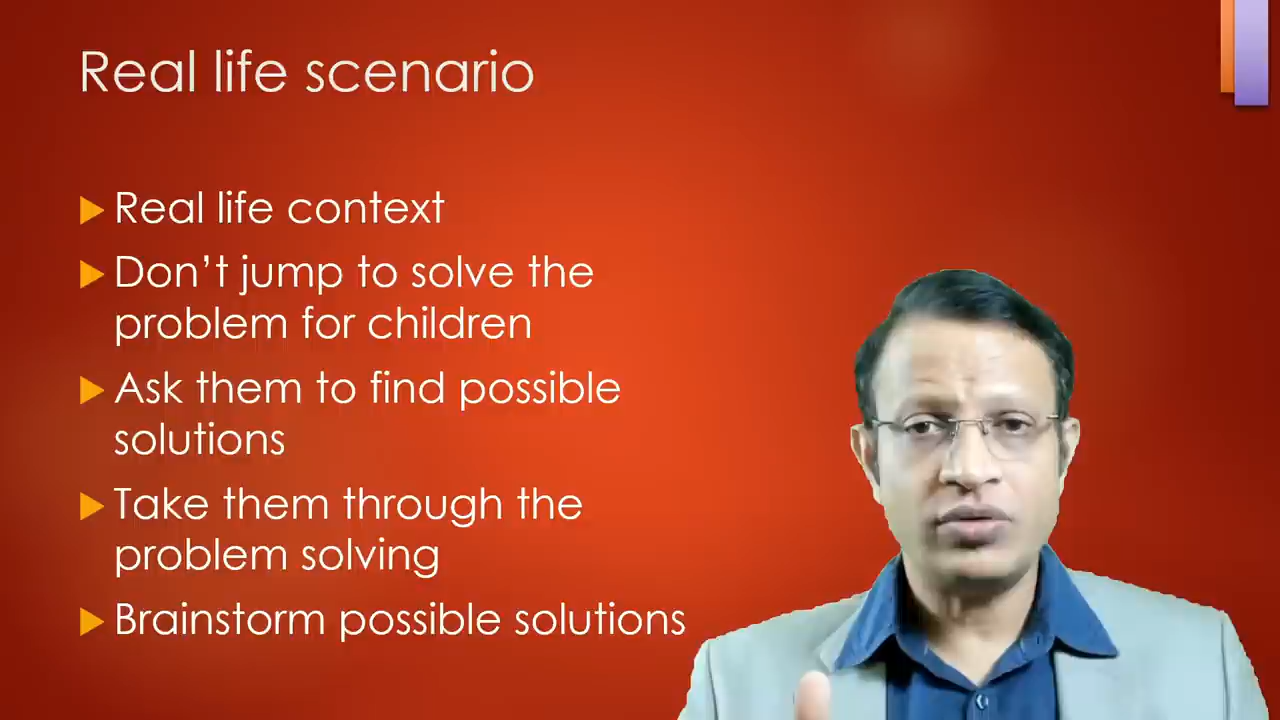 Real life scenario
Real life context
Don’t jump to solve the
problem for children
Ask them to find possible
solutions
Take them through the
problem solving
Brainstorm possible solutions